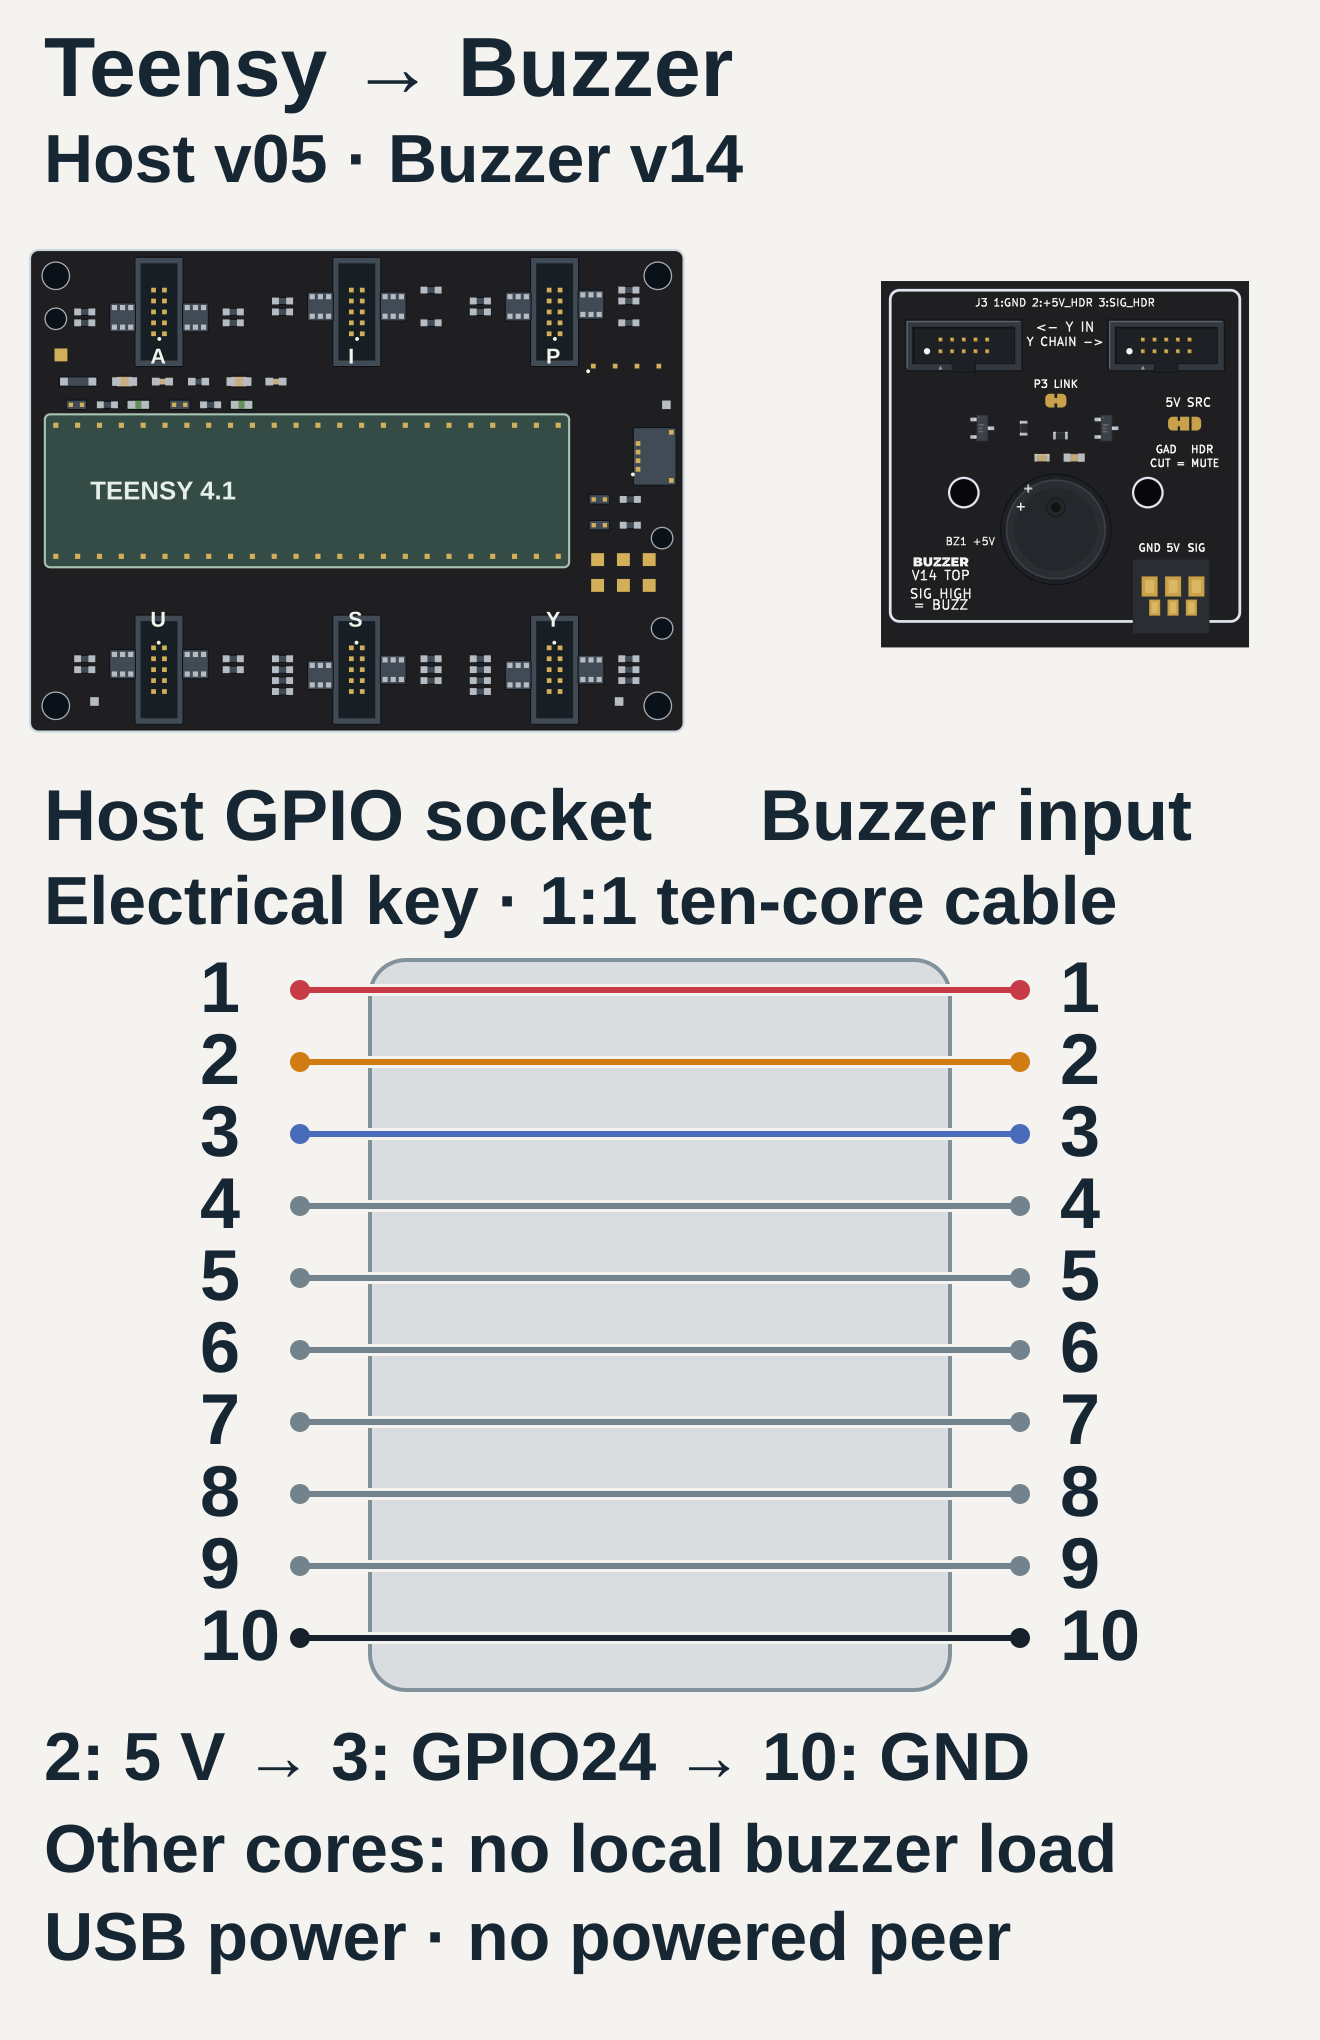 Teensy → Buzzer
Host v05 · Buzzer v14
A I P
TEENSY 4.1
U S Y
J3 1:GND 2:+5V_HDR 3:SIG_HDR
<– Y IN
Y CHAIN –>
P3 LINK
5V SRC
GAD HDR
CUT = MUTE
BZ1 +5V
GND 5V SIG
BUZZER
V14 TOP
SIG HIGH
= BUZZ
Host GPIO socket Buzzer input
Electrical key · 1:1 ten-core cable
1 1
2 2
3 3
4 4
5 5
6 6
7 7
8 8
9 9
10 10
2: 5 V → 3: GPIO24 → 10: GND
Other cores: no local buzzer load
USB power · no powered peer